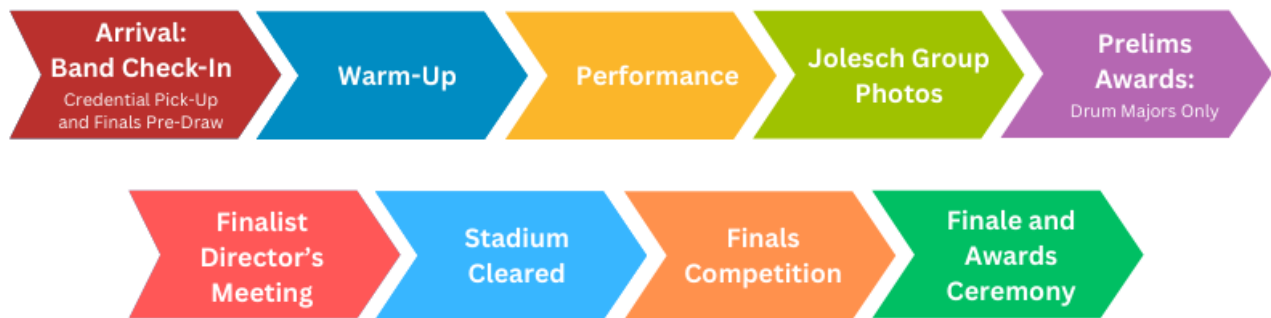 Arrival:
Band Check-In
Credential Pick-Up
and Finals Pre-Draw
Warm-Up
Performance
Jolesch Group
Photos
Prelims
Awards:
Drum Majors Only
Finalist
Director's
Meeting
Stadium
Cleared
Finals
Competition
Finale and
Awards
Ceremony